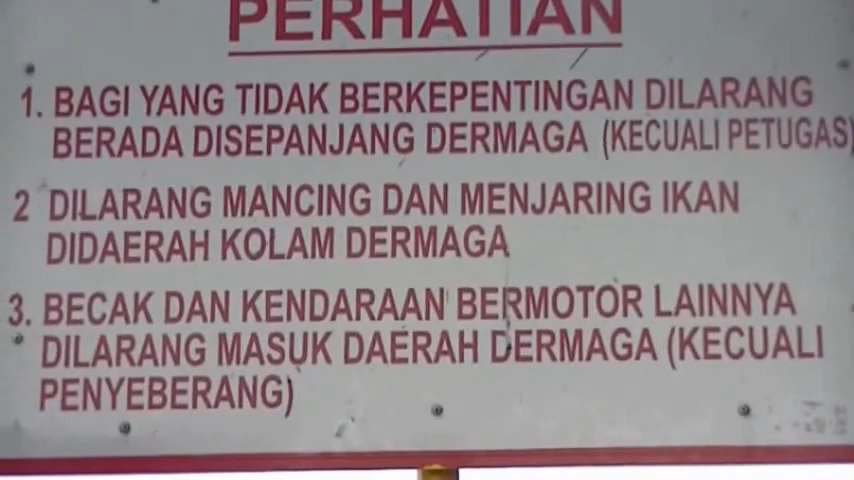 PERHATIAN
1. BAGI YANG TIDAK BERKEPENTINGAN DILARANG
BERADA DISEPANJANG DERMAGA (KECUALI PETUGAS)
2 DILARANG MANCING DAN MENJARING IKAN
DIDAERAH KOLAM DERMAGA
3. BECAK DAN KENDARAAN BERMOTOR LAINNYA
DILARANG MASUK DAERAH DERMAGA (KECUALI
PENYEBERANG)